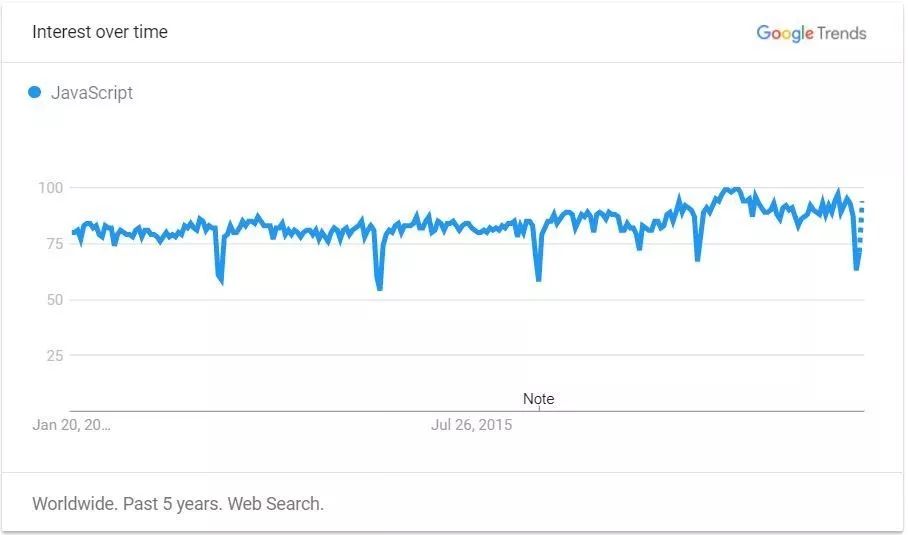 Interest over time
Google Trends
JavaScript
100
75
50
25
Note
Jan 20, 20...
Jul 26, 2015
Worldwide. Past 5 years. Web Search.